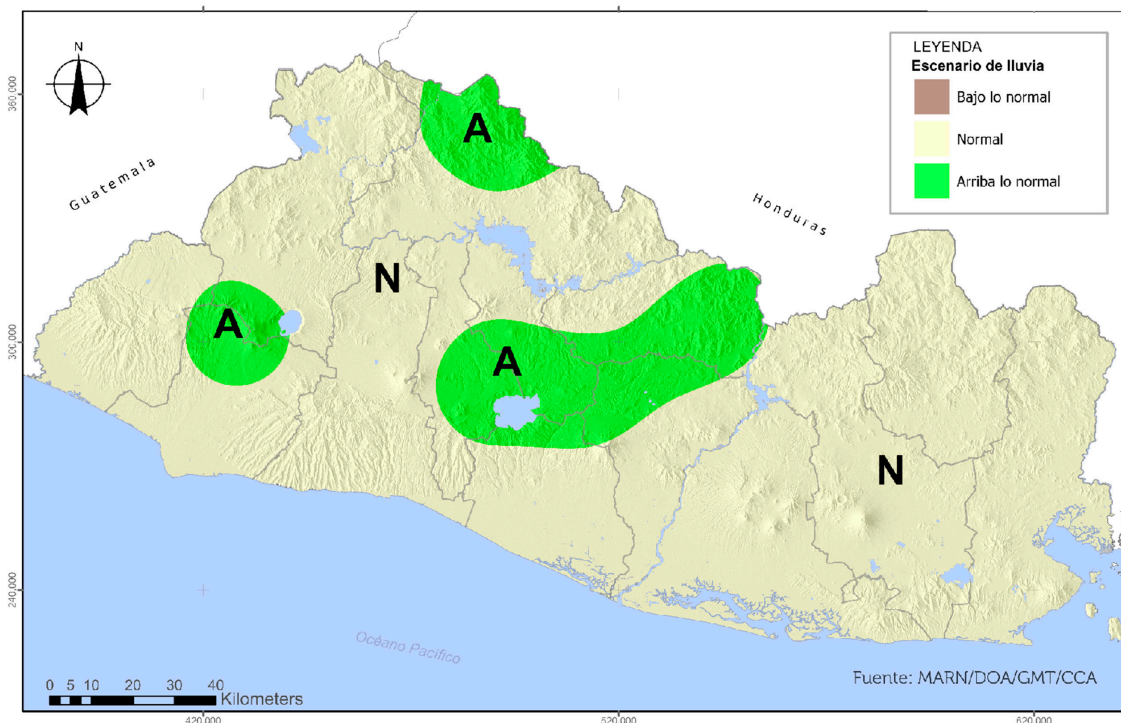 N
LEYENDA
Escenario de lluvia
Bajo lo normal
Normal
Arriba lo normal
360,000
300,000
240,000
Guatemala
Honduras
A
N
A
A
N
Océano Pacífico
Fuente: MARN/DOA/GMT/CCA
0 5 10 20 30 40
Kilometers
420,000
520,000
620,000